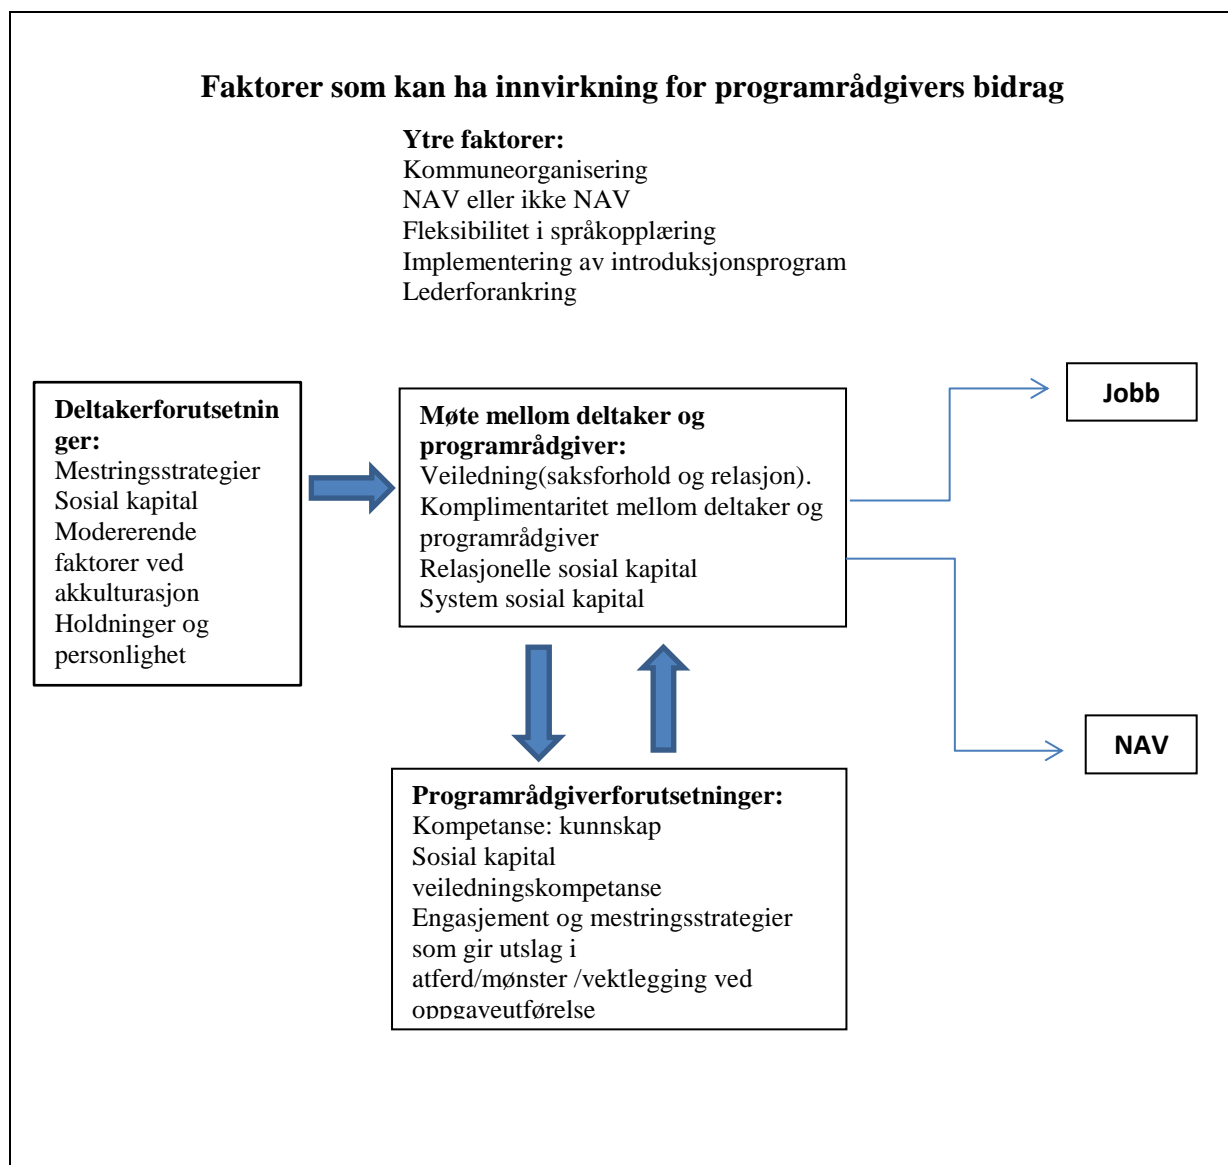 Faktorer som kan ha innvirkning for programrådgivers bidrag
Ytre faktorer:
Kommuneorganisering
NAV eller ikke NAV
Fleksibilitet i språkopplæring
Implementering av introduksjonsprogram
Lederforankring
Deltakerforutsetnin
ger:
Mestringsstrategier
Sosial kapital
Modererende
faktorer ved
akkulturasjon
Holdninger og
personlighet
Møte mellom deltaker og
programrådgiver:
Veiledning(saksforhold og relasjon).
Komplimentaritet mellom deltaker og
programrådgiver
Relasjonelle sosial kapital
System sosial kapital
Jobb
NAV
Programrådgiverforutsetninger:
Kompetanse: kunnskap
Sosial kapital
veiledningskompetanse
Engasjement og mestringsstrategier
som gir utslag i
atferd/mønster /vektlegging ved
oppgaveutførelse